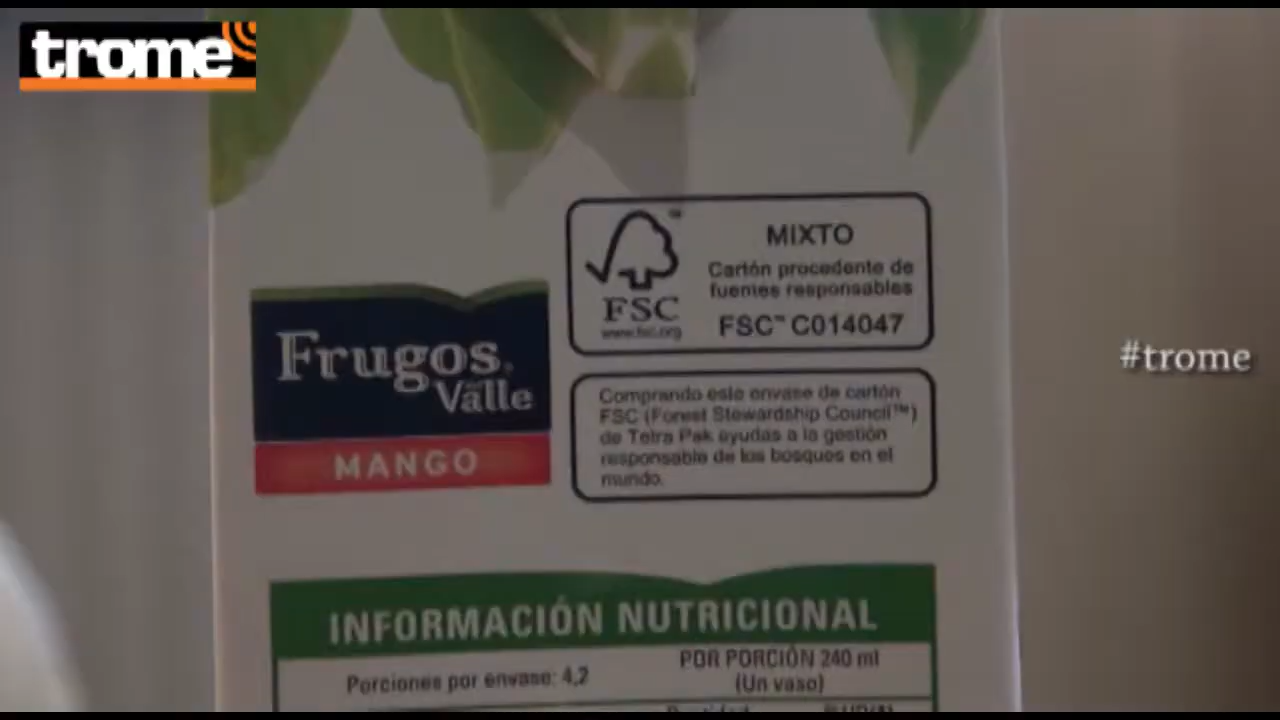 trome
MIXTO
Cartón procedente de
fuentes responsables
FSC™ C014047
FSC
www.fsc.org
Frugos
del
Valle
MANGO
Comprando este envase de cartón
FSC (Forest Stewardship Council™)
de Tetra Pak ayudas a la gestión
responsable de los bosques en el
mundo.
#trome
INFORMACIÓN NUTRICIONAL
Porciones por envase: 4,2
POR PORCIÓN 240 ml
(Un vaso)